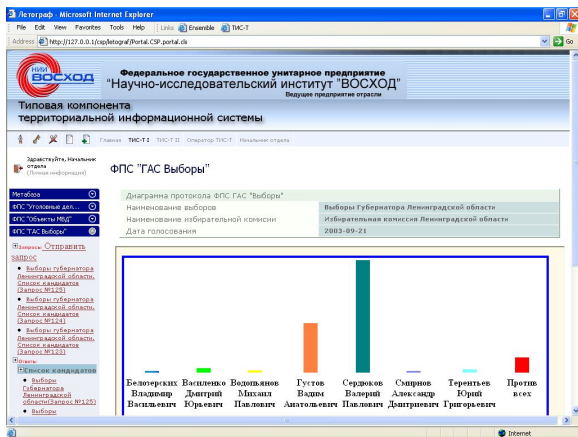 Летограф - Microsoft Internet Explorer
File Edit View Favorites Tools Help Links Ensemble ТИС-Т
Address http://127.0.0.1/csp/letograf/Portal.CSP.portal.cls Go
НИИ
ВОСХОД
Федеральное государственное унитарное предприятие
"Научно-исследовательский институт "ВОСХОД"
Ведущее предприятие отрасли
Типовая компонента
территориальной информационной системы
Главная ТИС-Т I ТИС-Т II Оператор ТИС-Т Начальник отдела
Здравствуйте, Начальник
отдела
(Личная информация)
ФПС "ГАС Выборы"
Метабаза
ФПС "Уголовные дел...
ФПС "Объекты МВД"
ФПС "ГАС Выборы"
Запросы Отправить
запрос
Выборы губернатора
Ленинградской области.
Список кандидатов
(Запрос №125)
Выборы губернатора
Ленинградской области.
Список кандидатов
(Запрос №124)
Выборы губернатора
Ленинградской области.
Список кандидатов
(Запрос №123)
Ответы
Список кандидатов
Выборы
Губернатора
Ленинградской
области(Запрос №125)
Выборы
Диаграмма протокола ФПС ГАС "Выборы"
Наименование выборов Выборы Губернатора Ленинградской области
Наименование избирательной комисии Избирательная комиссия Ленинградской области
Дата голосования 2003-09-21
Белозерских Василенко Водопьянов Густов Сердюков Смирнов Терентьев Против
Владимир Дмитрий Михаил Вадим Валерий Александр Юрий всех
Васильевич Юрьевич Павлович Анатольевич Павлович Дмитриевич Григорьевич
Internet